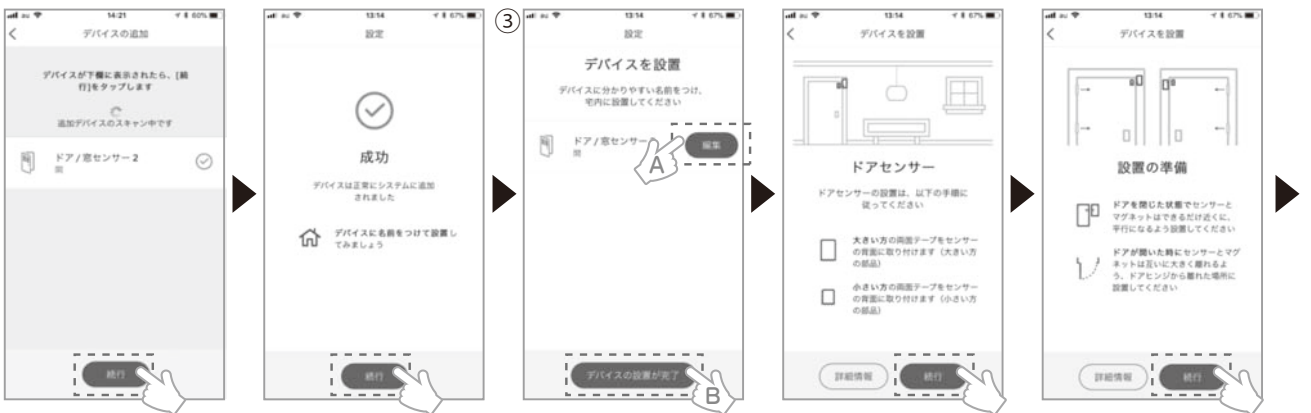 au 14:21 60%
デバイスの追加
デバイスが下欄に表示されたら、[続
行]をタップします
追加デバイスのスキャン中です
ドア / 窓センサー 2
開
続行
au 13:14 67%
設定
成功
デバイスは正常にシステムに追加
されました
デバイスに名前をつけて設置し
てみましょう
続行
③
au 13:14 67%
設定
デバイスを設置
デバイスに分かりやすい名前をつけ、
宅内に設置してください
ドア / 窓センサー
開
編集
A
デバイスの設置が完了
B
au 13:14 67%
デバイスを設置
ドアセンサー
ドアセンサーの設置は、以下の手順に
従ってください
大きい方の両面テープをセンサー
の背面に取り付けます（大きい方
の部品）
小さい方の両面テープをセンサー
の背面に取り付けます（小さい方
の部品）
詳細情報
続行
au 13:14 67%
デバイスを設置
設置の準備
ドアを閉じた状態でセンサーと
マグネットはできるだけ近くに、
平行になるよう設置してください
ドアが開いた時にセンサーとマグ
ネットは互いに大きく離れるよ
う、ドアヒンジから離れた場所に
設置してください
詳細情報
続行